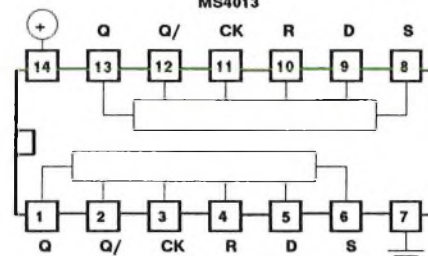 MS4013
+
Q Q/ CK R D S
14 13 12 11 10 9 8
1 2 3 4 5 6 7
Q Q/ CK R D S